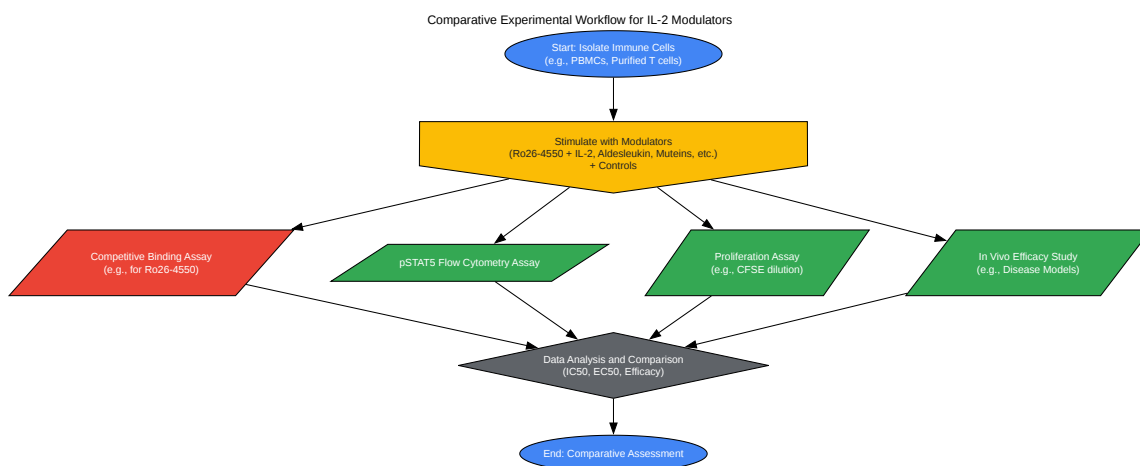 Comparative Experimental Workflow for IL-2 Modulators
Start: Isolate Immune Cells
(e.g., PBMCs, Purified T cells)
Stimulate with Modulators
(Ro26-4550 + IL-2, Aldesleukin, Muteins, etc.)
+ Controls
Competitive Binding Assay
(e.g., for Ro26-4550)
pSTAT5 Flow Cytometry Assay
Proliferation Assay
(e.g., CFSE dilution)
In Vivo Efficacy Study
(e.g., Disease Models)
Data Analysis and Comparison
(IC50, EC50, Efficacy)
End: Comparative Assessment